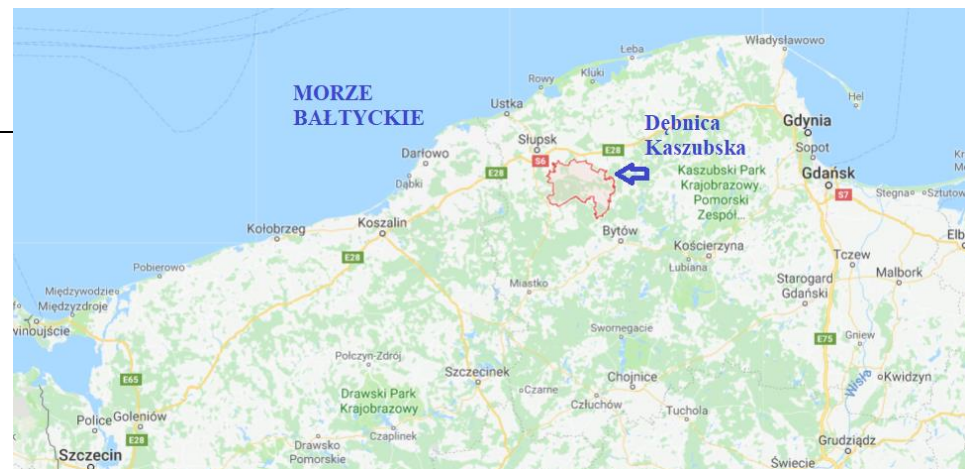 Władysławowo
Łeba
Rowy
Kluki
Hel
MORZE
BAŁTYCKIE
Ustka
Gdynia
Dębnica
Kaszubska
Słupsk
E28
Sopot
Darłowo
S6
E28
Kaszubski Park
Krajobrazowy.
Pomorski
Zespół...
Gdańsk
S7
Dąbki
Stegna
Sztutow
Kołobrzeg
Koszalin
Bytów
Kościerzyna
Elb
E28
Tczew
Pobierowo
Łubiana
Malbork
Miastko
Starogard
Gdański
Międzywodzie
Międzyzdroje
winoujście
Swornegacie
E75
Gniew
Połczyn-Zdrój
Szczecinek
Chojnice
Wisła
Kwidzyn
E65
Drawski Park
Krajobrazowy
Czarne
Człuchów
Tuchola
Police
Goleniów
E28
Czaplinek
Drawsko
Pomorskie
Grudziądz
Szczecin
Świecie